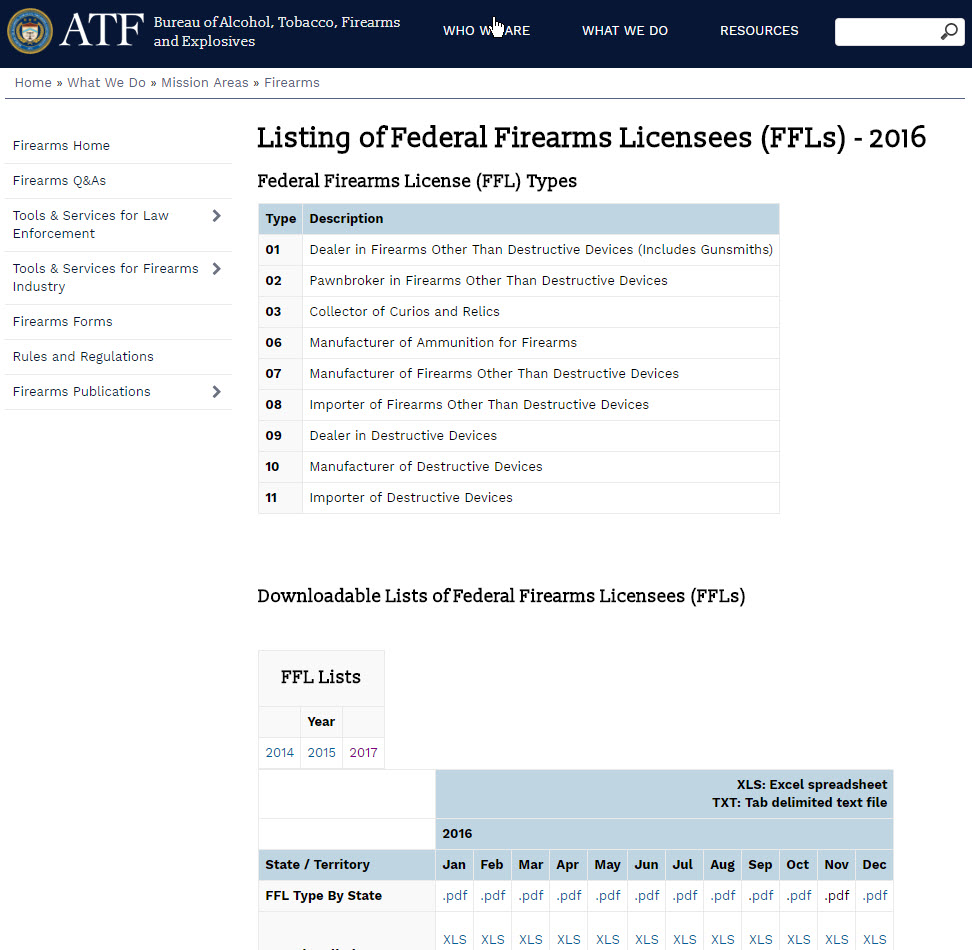 ATF
Bureau of Alcohol, Tobacco, Firearms
and Explosives
WHO WE ARE
WHAT WE DO
RESOURCES
Home » What We Do » Mission Areas » Firearms
Firearms Home
Firearms Q&As
Tools & Services for Law
Enforcement
Tools & Services for Firearms
Industry
Firearms Forms
Rules and Regulations
Firearms Publications
Listing of Federal Firearms Licensees (FFLs) - 2016
Federal Firearms License (FFL) Types
Type Description
01 Dealer in Firearms Other Than Destructive Devices (Includes Gunsmiths)
02 Pawnbroker in Firearms Other Than Destructive Devices
03 Collector of Curios and Relics
06 Manufacturer of Ammunition for Firearms
07 Manufacturer of Firearms Other Than Destructive Devices
08 Importer of Firearms Other Than Destructive Devices
09 Dealer in Destructive Devices
10 Manufacturer of Destructive Devices
11 Importer of Destructive Devices
Downloadable Lists of Federal Firearms Licensees (FFLs)
FFL Lists
Year
2014 2015 2017
XLS: Excel spreadsheet
TXT: Tab delimited text file
2016
State / Territory Jan Feb Mar Apr May Jun Jul Aug Sep Oct Nov Dec
FFL Type By State .pdf .pdf .pdf .pdf .pdf .pdf .pdf .pdf .pdf .pdf .pdf .pdf
XLS XLS XLS XLS XLS XLS XLS XLS XLS XLS XLS XLS